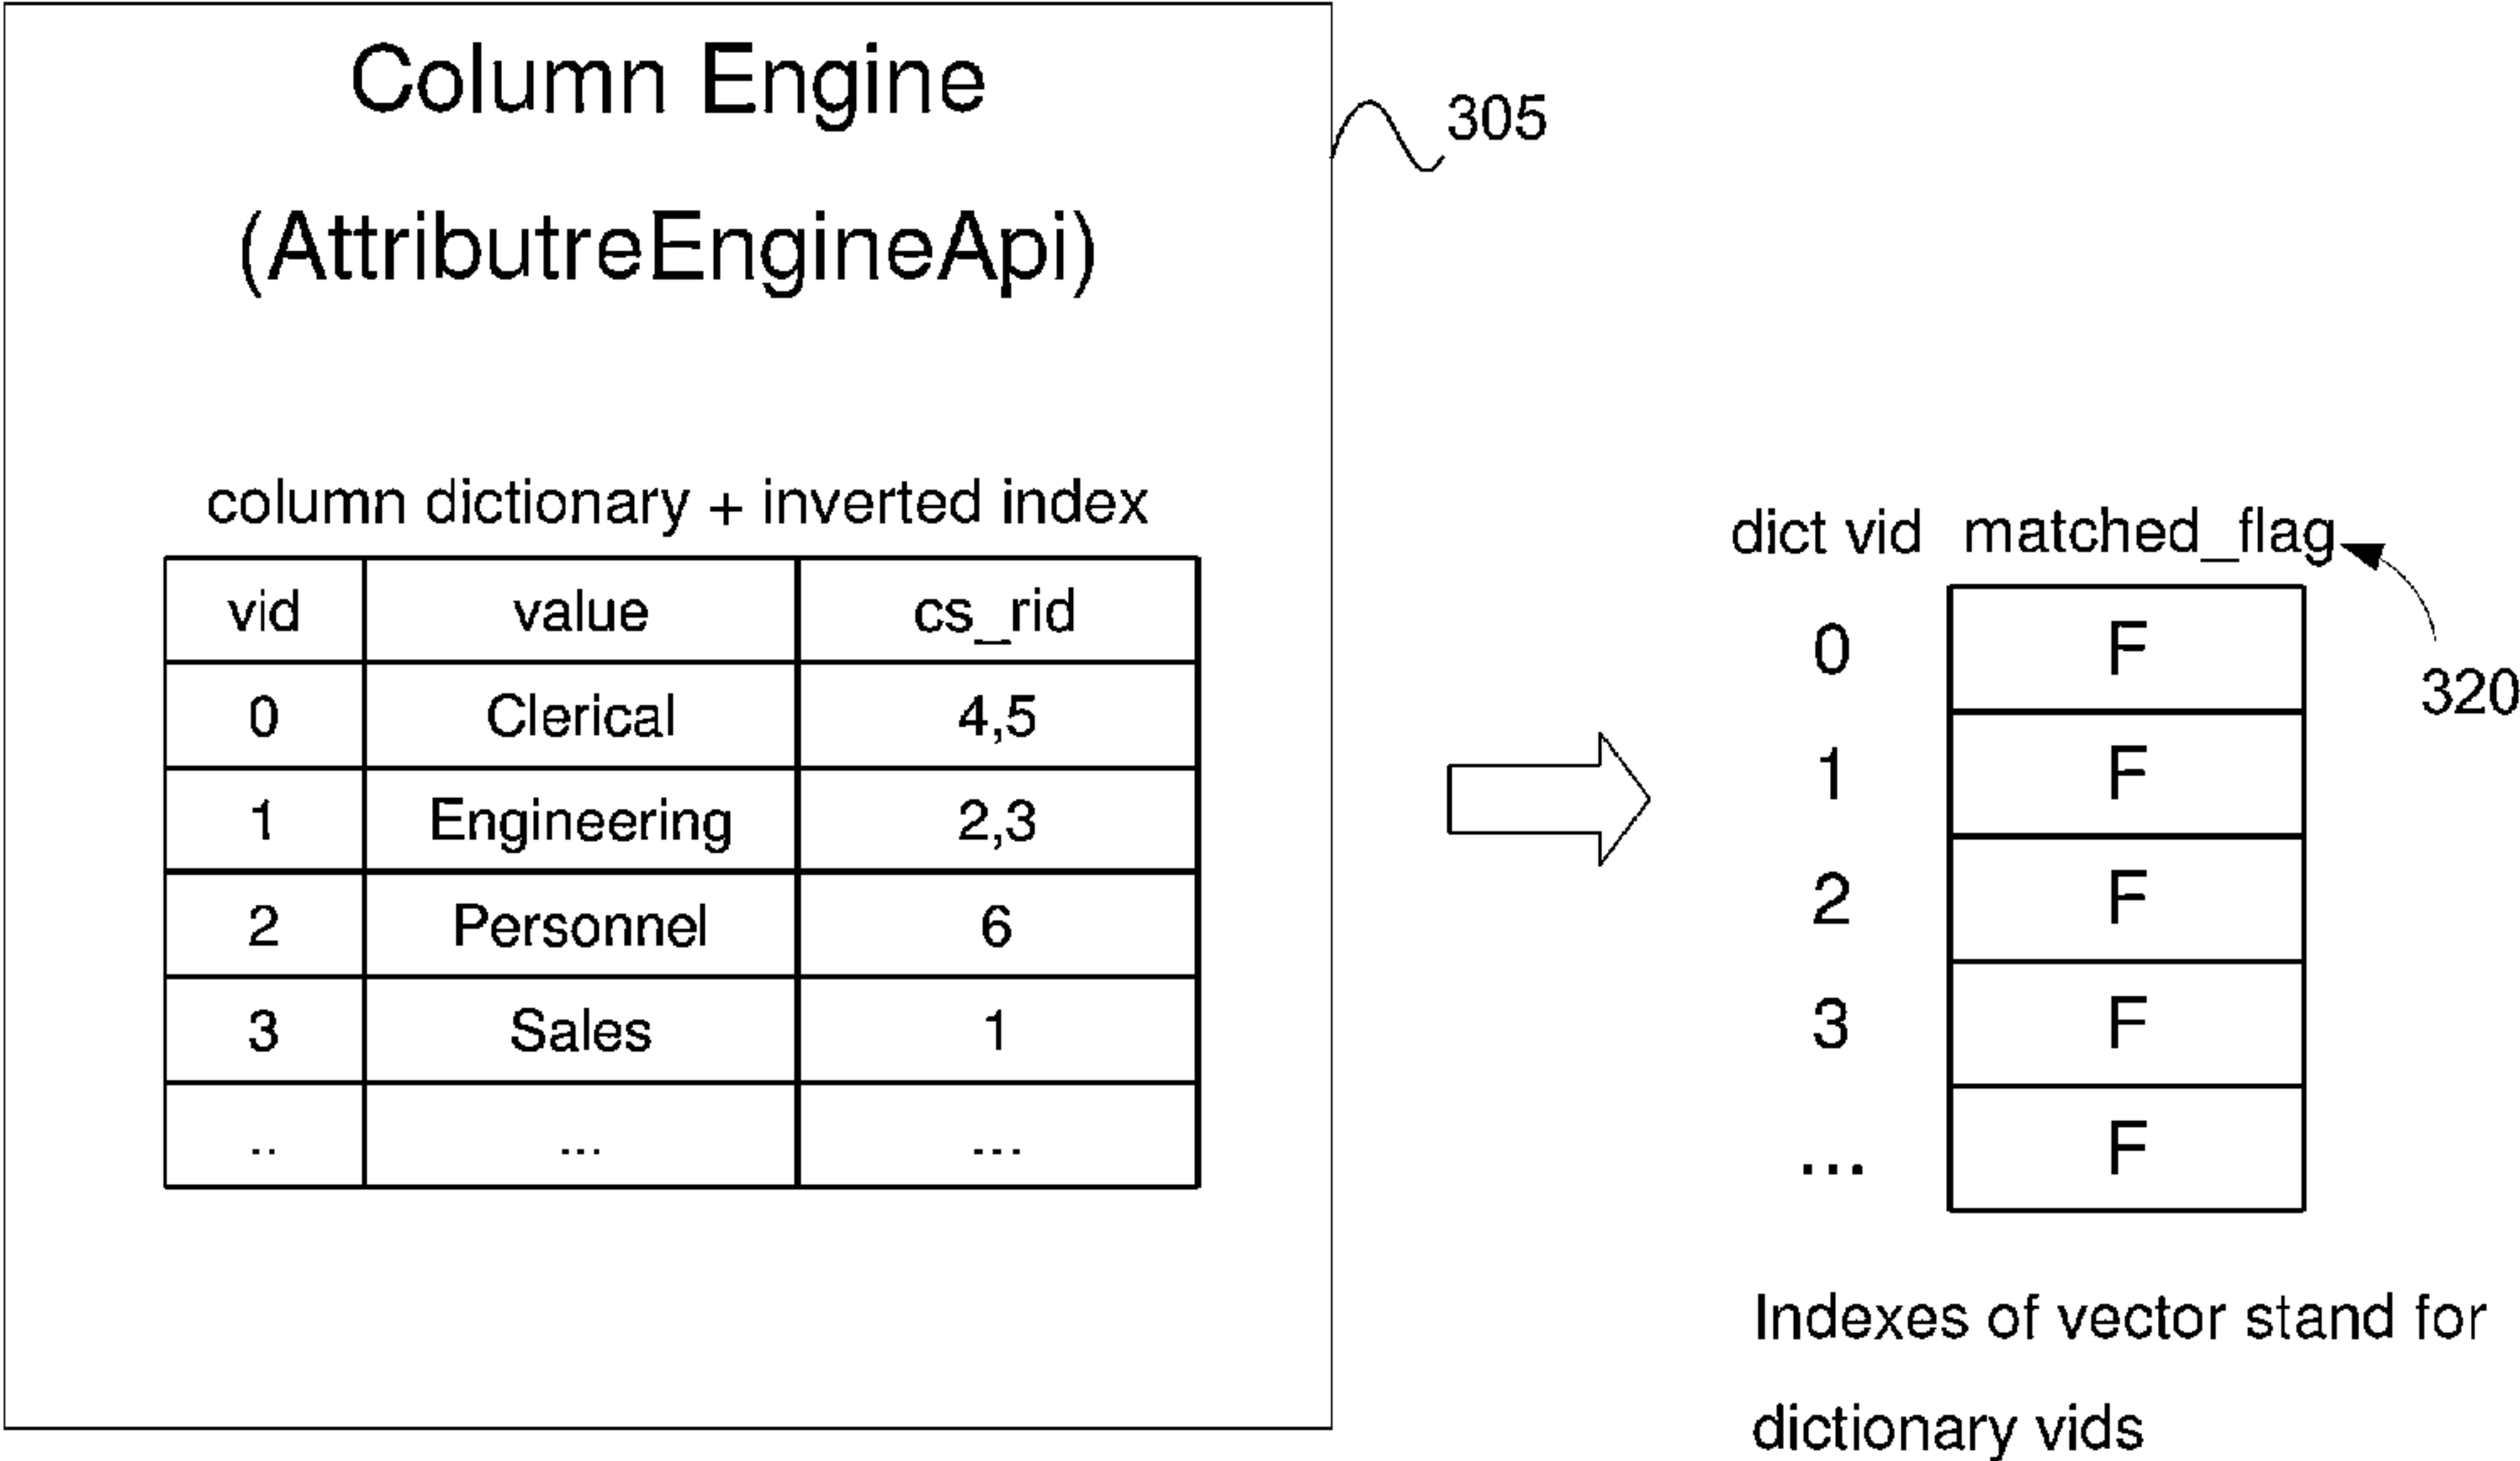 Column Engine
(AttributreEngineApi)
305
column dictionary + inverted index
vid value cs_rid
0 Clerical 4,5
1 Engineering 2,3
2 Personnel 6
3 Sales 1
.. ... ...
dict vid matched_flag
320
0 F
1 F
2 F
3 F
... F
Indexes of vector stand for
dictionary vids